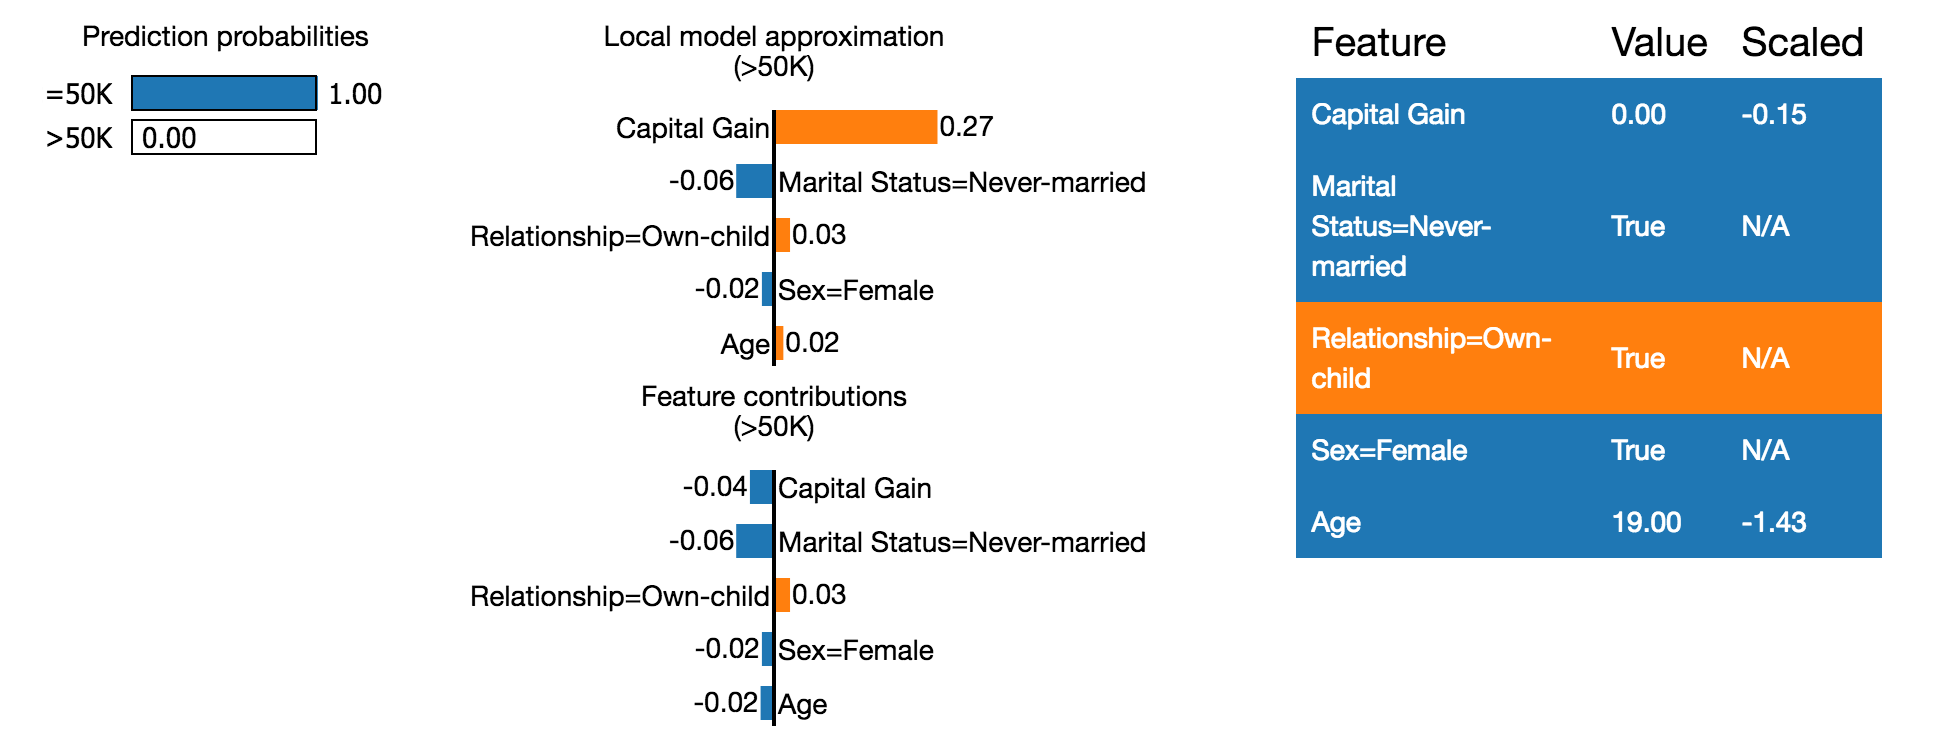 Prediction probabilities
=50K 1.00
>50K 0.00
Local model approximation
(>50K)
Capital Gain 0.27
-0.06 Marital Status=Never-married
Relationship=Own-child 0.03
-0.02 Sex=Female
Age 0.02
Feature contributions
(>50K)
-0.04 Capital Gain
-0.06 Marital Status=Never-married
Relationship=Own-child 0.03
-0.02 Sex=Female
-0.02 Age
Feature Value Scaled
Capital Gain 0.00 -0.15
Marital
Status=Never- True N/A
married
Relationship=Own-
child True N/A
Sex=Female True N/A
Age 19.00 -1.43